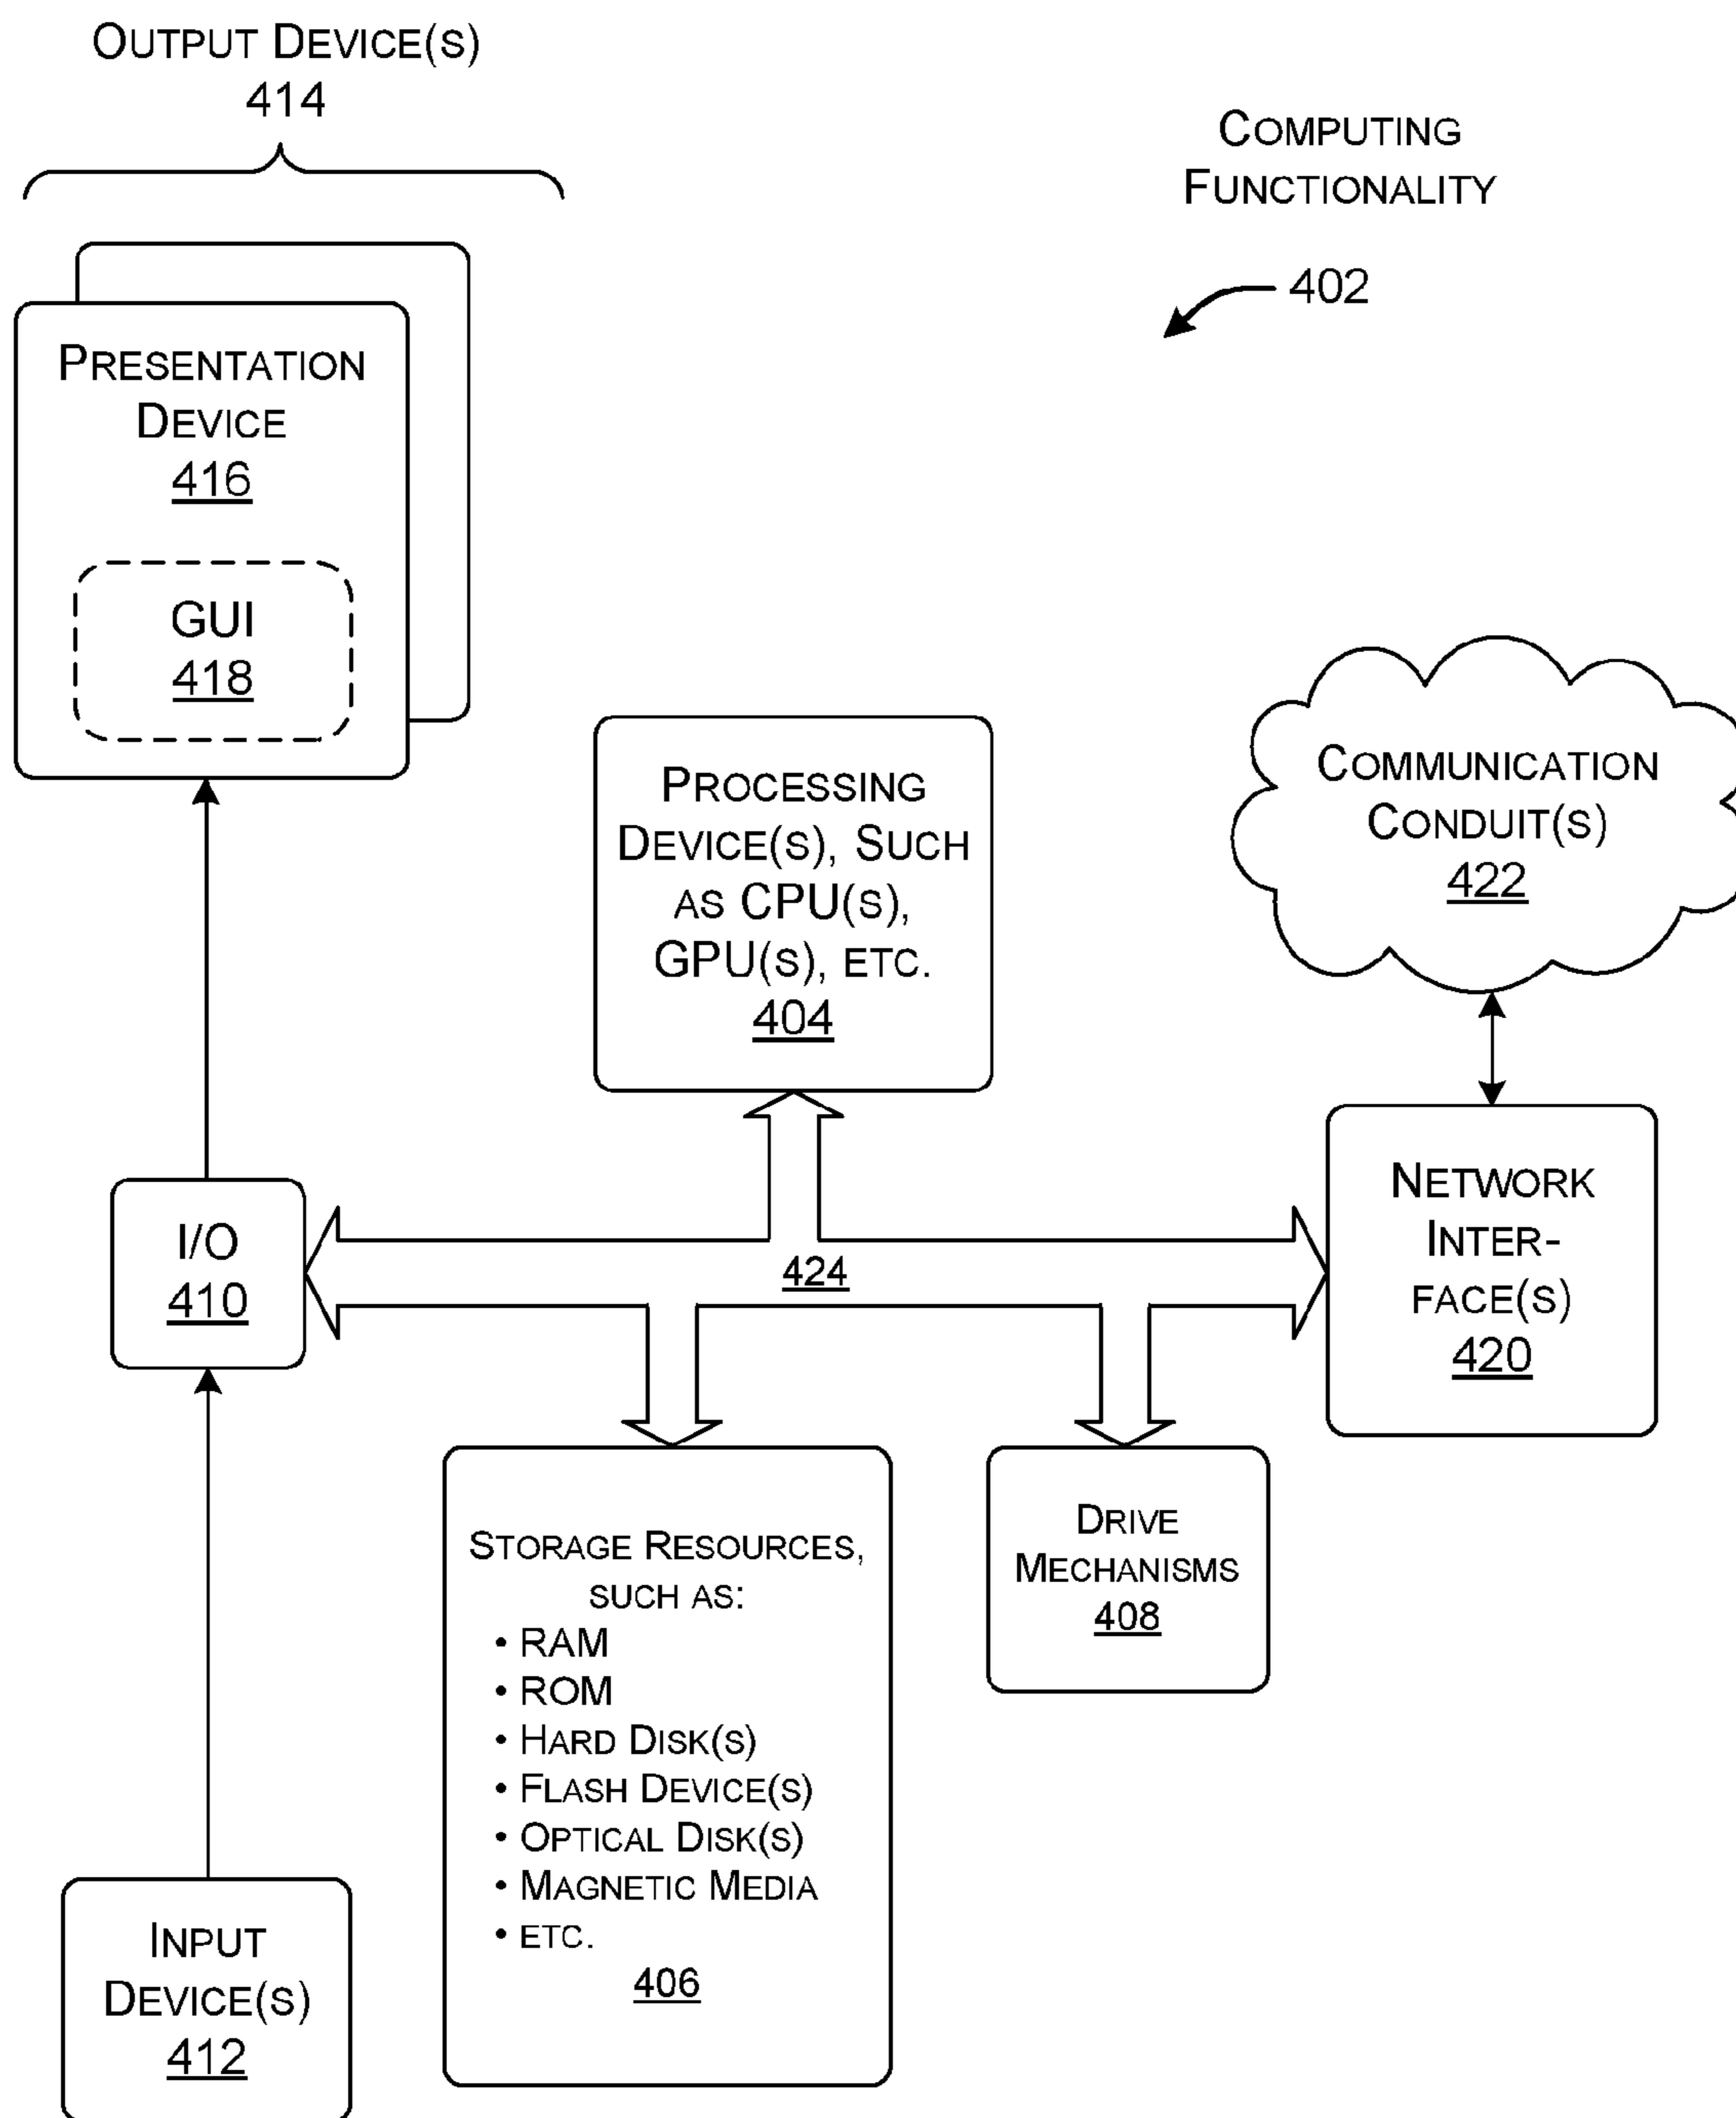 OUTPUT DEVICE(S)
414
COMPUTING
FUNCTIONALITY
402
PRESENTATION
DEVICE
416
GUI
418
PROCESSING
DEVICE(S), SUCH
AS CPU(S),
GPU(S), ETC.
404
COMMUNICATION
CONDUIT(S)
422
I/O
410
424
NETWORK
INTER-
FACE(S)
420
STORAGE RESOURCES,
SUCH AS:
• RAM
• ROM
• HARD DISK(S)
• FLASH DEVICE(S)
• OPTICAL DISK(S)
• MAGNETIC MEDIA
• ETC.
406
DRIVE
MECHANISMS
408
INPUT
DEVICE(S)
412